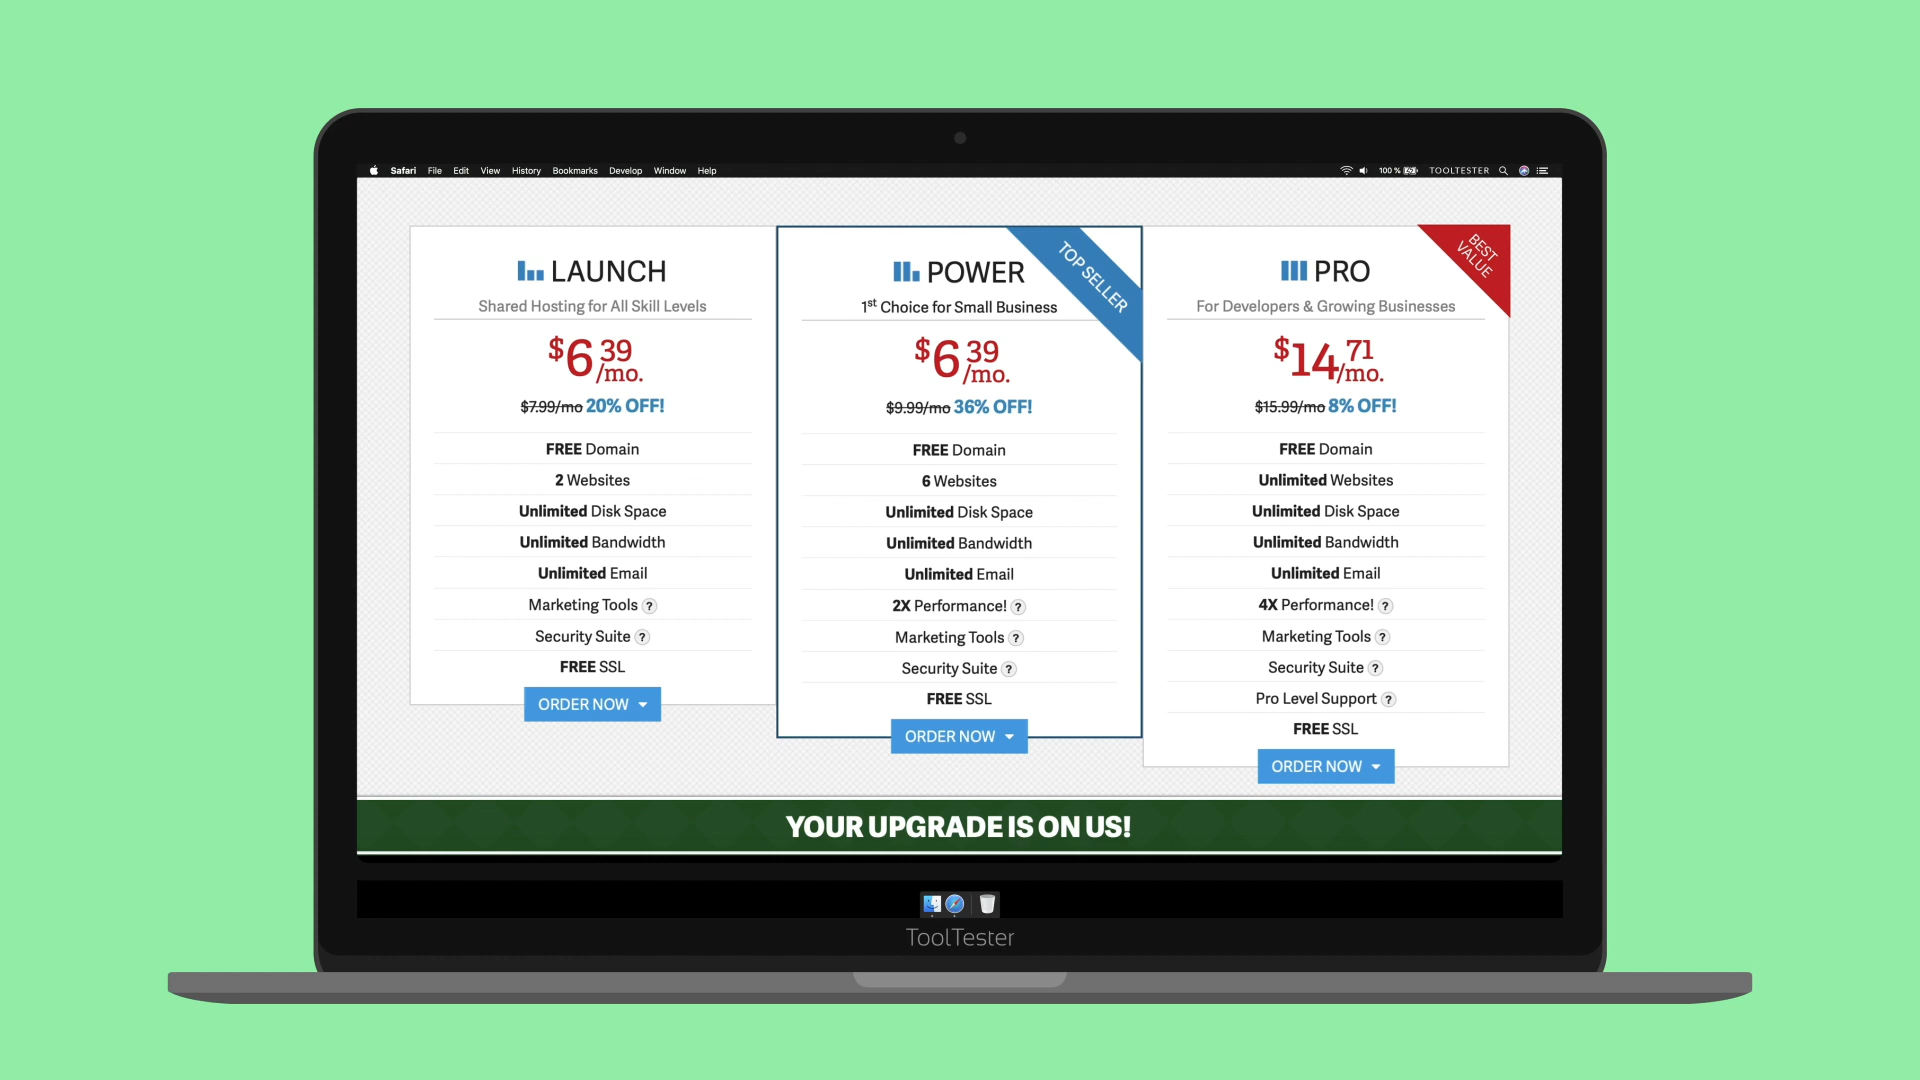 Safari File Edit View History Bookmarks Develop Window Help
100 % TOOLTESTER
LAUNCH
Shared Hosting for All Skill Levels
$6 39 /mo.
$7.99/mo 20% OFF!
FREE Domain
2 Websites
Unlimited Disk Space
Unlimited Bandwidth
Unlimited Email
Marketing Tools ?
Security Suite ?
FREE SSL
ORDER NOW
POWER
TOP SELLER
1st Choice for Small Business
$6 39 /mo.
$9.99/mo 36% OFF!
FREE Domain
6 Websites
Unlimited Disk Space
Unlimited Bandwidth
Unlimited Email
2X Performance! ?
Marketing Tools ?
Security Suite ?
FREE SSL
ORDER NOW
PRO
BEST
VALUE
For Developers & Growing Businesses
$14 71 /mo.
$15.99/mo 8% OFF!
FREE Domain
Unlimited Websites
Unlimited Disk Space
Unlimited Bandwidth
Unlimited Email
4X Performance! ?
Marketing Tools ?
Security Suite ?
Pro Level Support ?
FREE SSL
ORDER NOW
YOUR UPGRADE IS ON US!
ToolTester